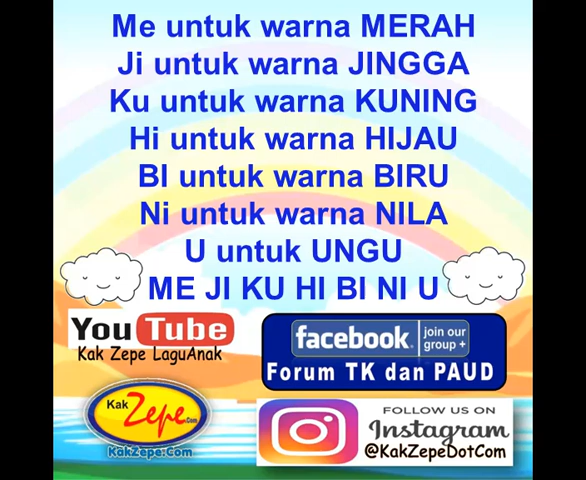 Me untuk warna MERAH
Ji untuk warna JINGGA
Ku untuk warna KUNING
Hi untuk warna HIJAU
BI untuk warna BIRU
Ni untuk warna NILA
U untuk UNGU
ME JI KU HI BI NI U
YouTube
Kak Zepe LaguAnak
facebook. join our
group +
Forum TK dan PAUD
Kak Zepe.Com
KakZepe.Com
FOLLOW US ON
Instagram
@KakZepeDotCom